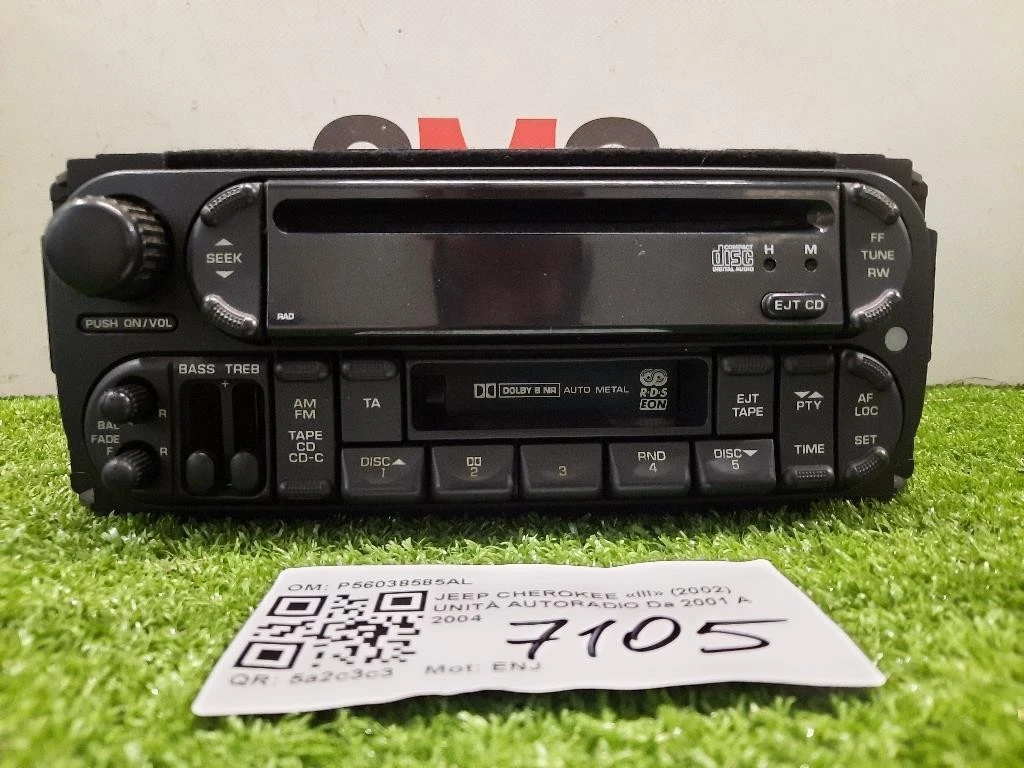 SEEK
PUSH ON/VOL
RAD
COMPACT
disc
DIGITAL AUDIO
H M
EJT CD
FF
TUNE
RW
BASS TREB
+
BAL
FADE
F
R
R
AM
FM
TAPE
CD
CD-C
TA
DOLBY B NR AUTO METAL
R·D·S
EON
EJT
TAPE
PTY
TIME
AF
LOC
SET
DISC
1
2
3
RND
4
DISC
5
OM: P56038585AL
JEEP CHEROKEE «III» (2002)
UNITÀ AUTORADIO Da 2001 A
2004
7105
QR: 5a2c3c3 Mot: ENJ